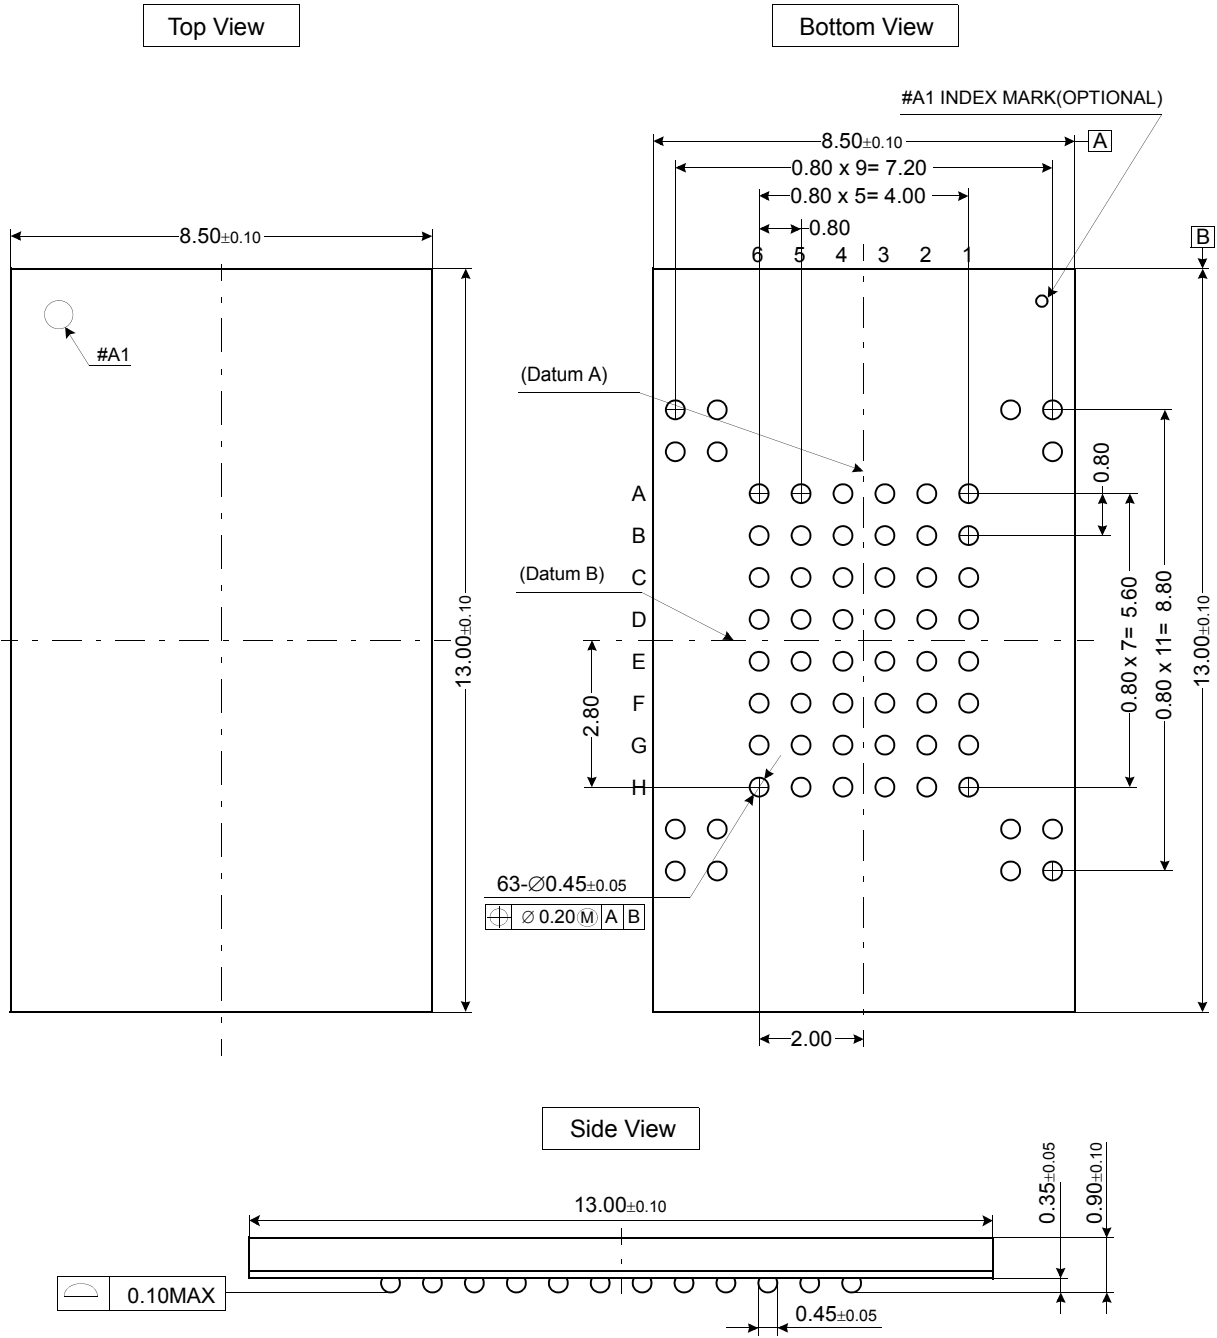 Top View
Bottom View
#A1 INDEX MARK(OPTIONAL)
8.50±0.10
A
0.80 x 9= 7.20
0.80 x 5= 4.00
0.80
8.50±0.10
B
6 5 4 3 2 1
#A1
(Datum A)
0.80
A
B
(Datum B)
C
D
E
F
G
H
13.00±0.10
2.80
0.80 x 7= 5.60
0.80 x 11= 8.80
13.00±0.10
63-∅0.45±0.05
⌖ ∅ 0.20 Ⓜ A B
2.00
Side View
13.00±0.10
0.35±0.05
0.90±0.10
0.10MAX
0.45±0.05